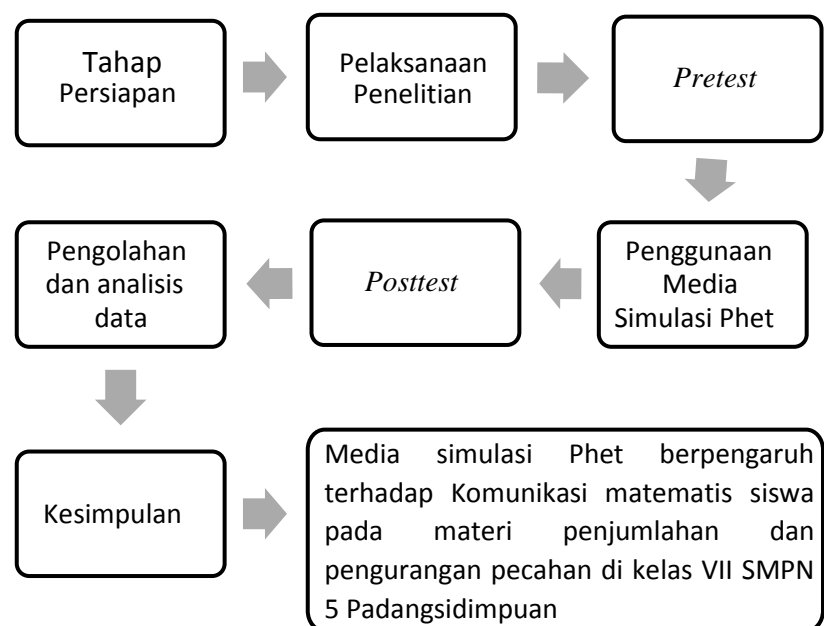 Tahap
Persiapan
Pelaksanaan
Penelitian
Pretest
Penggunaan
Media
Simulasi Phet
Posttest
Pengolahan
dan analisis
data
Kesimpulan
Media simulasi Phet berpengaruh
terhadap Komunikasi matematis siswa
pada materi penjumlahan dan
pengurangan pecahan di kelas VII SMPN
5 Padangsidimpuan